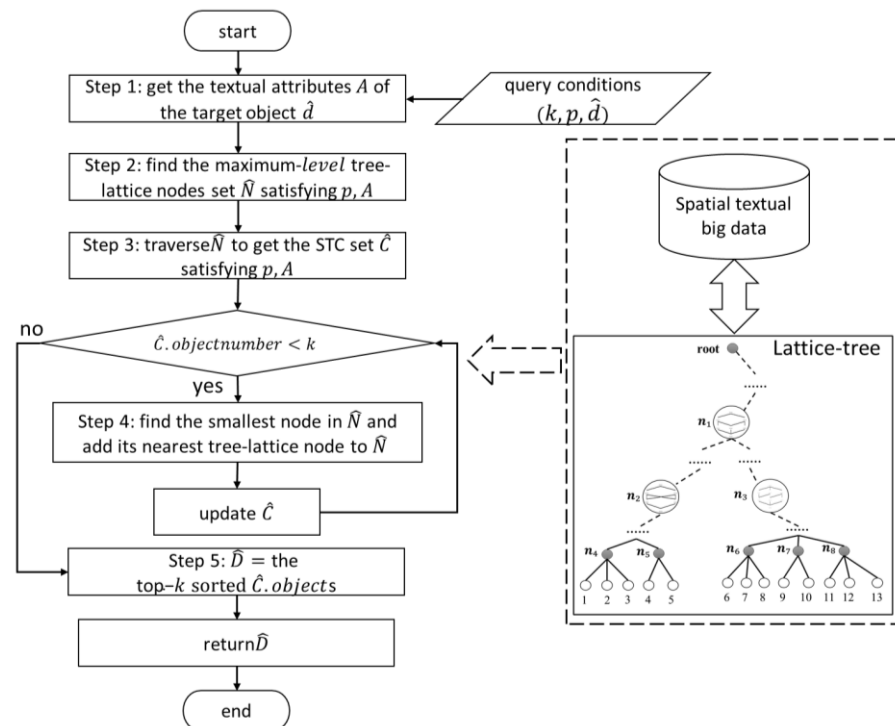 start
Step 1: get the textual attributes A of
the target object d̂
query conditions
(k, p, d̂)
Step 2: find the maximum-level tree-
lattice nodes set N̂ satisfying p, A
Step 3: traverseN̂ to get the STC set Ĉ
satisfying p, A
no
Ĉ.objectnumber < k
yes
Step 4: find the smallest node in N̂ and
add its nearest tree-lattice node to N̂
update Ĉ
Step 5: D̂ = the
top-k sorted Ĉ.objects
returnD̂
end
Spatial textual
big data
Lattice-tree
root
......
n₁
...... ......
n₂ n₃
...... ......
n₄ n₅ n₆ n₇ n₈
1 2 3 4 5 6 7 8 9 10 11 12 13